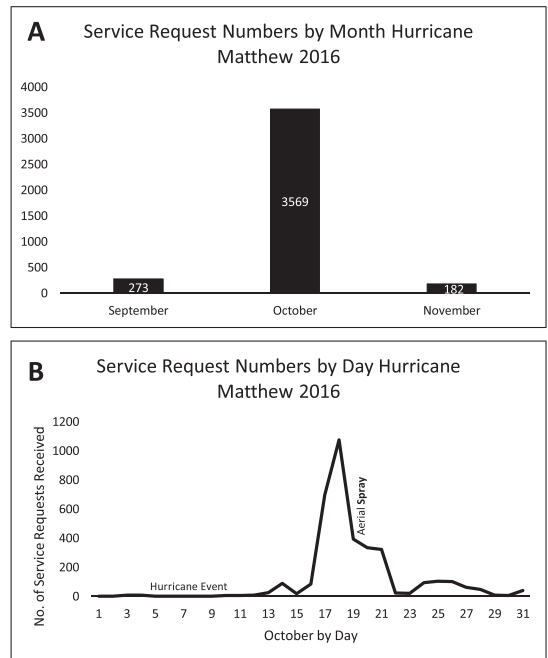 A
Service Request Numbers by Month Hurricane
Matthew 2016
4000
3500
3000
2500
2000
1500
1000
500
0
273
3569
182
September October November
B
Service Request Numbers by Day Hurricane
Matthew 2016
No. of Service Requests Received
1200
1000
800
600
400
200
0
Hurricane Event
Aerial Spray
1 3 5 7 9 11 13 15 17 19 21 23 25 27 29 31
October by Day